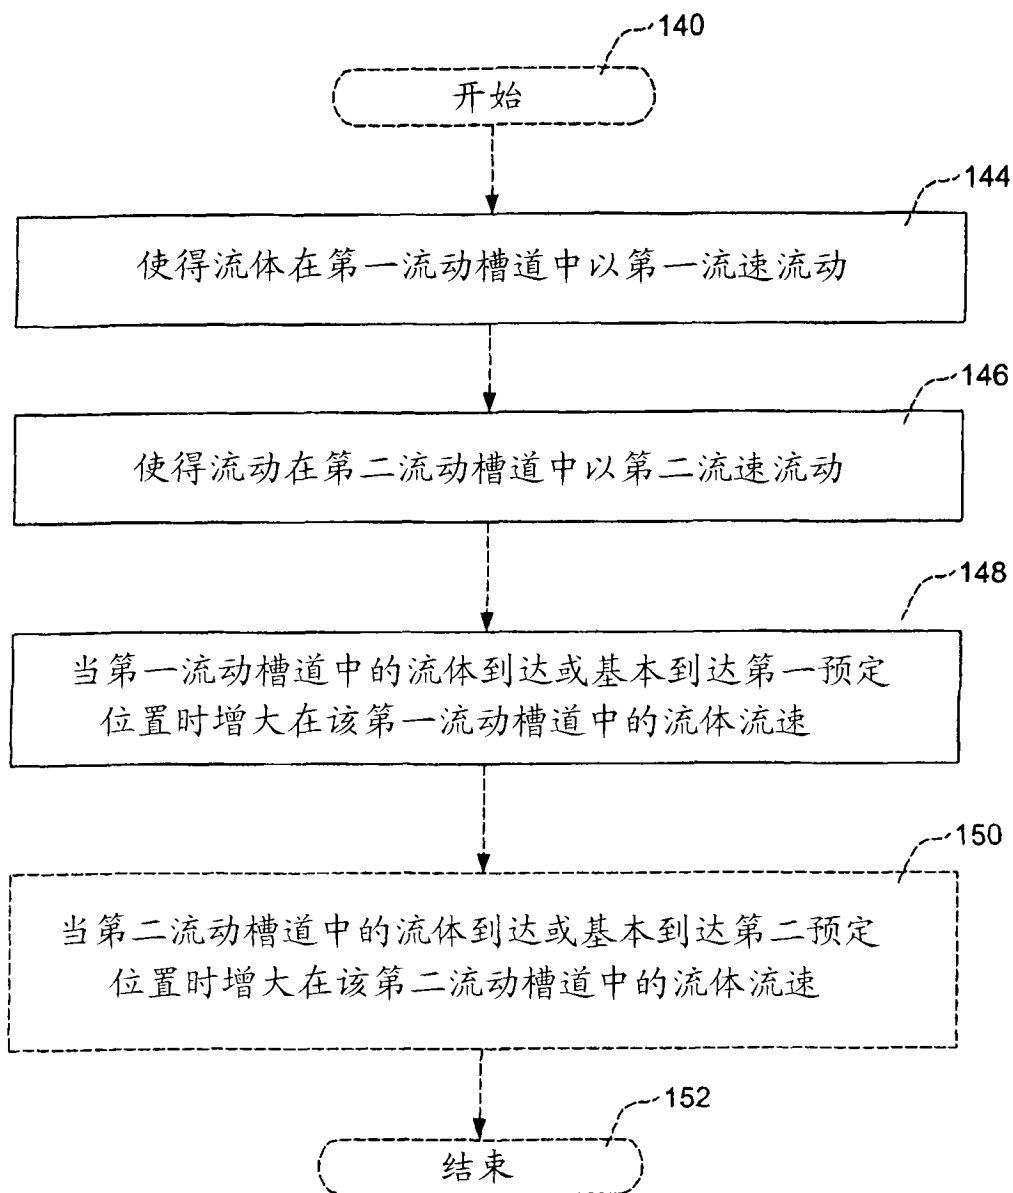 140
开始
144
使得流体在第一流动槽道中以第一流速流动
146
使得流动在第二流动槽道中以第二流速流动
148
当第一流动槽道中的流体到达或基本到达第一预定
位置时增大在该第一流动槽道中的流体流速
150
当第二流动槽道中的流体到达或基本到达第二预定
位置时增大在该第二流动槽道中的流体流速
152
结束